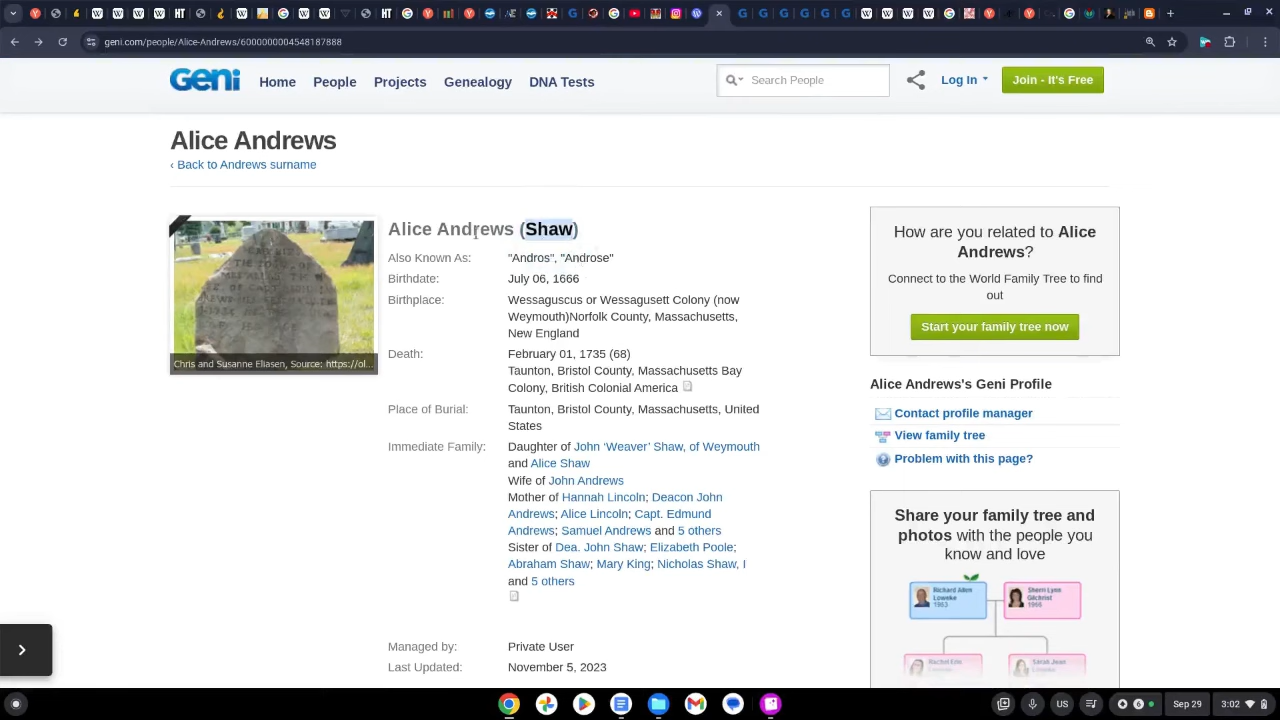 geni.com/people/Alice-Andrews/6000000004548187888
Geni
Home People Projects Genealogy DNA Tests
Search People
Log In
Join - It's Free
Alice Andrews
‹ Back to Andrews surname
Alice Andrews (Shaw)
Also Known As: "Andros", "Androse"
Birthdate: July 06, 1666
Birthplace: Wessaguscus or Wessagusett Colony (now
Weymouth)Norfolk County, Massachusetts,
New England
Death: February 01, 1735 (68)
Taunton, Bristol County, Massachusetts Bay
Colony, British Colonial America
Place of Burial: Taunton, Bristol County, Massachusetts, United
States
Immediate Family: Daughter of John ‘Weaver’ Shaw, of Weymouth
and Alice Shaw
Wife of John Andrews
Mother of Hannah Lincoln; Deacon John
Andrews; Alice Lincoln; Capt. Edmund
Andrews; Samuel Andrews and 5 others
Sister of Dea. John Shaw; Elizabeth Poole;
Abraham Shaw; Mary King; Nicholas Shaw, I
and 5 others
Managed by: Private User
Last Updated: November 5, 2023
Chris and Susanne Eliasen, Source: https://ol...
How are you related to Alice
Andrews?
Connect to the World Family Tree to find
out
Start your family tree now
Alice Andrews's Geni Profile
Contact profile manager
View family tree
Problem with this page?
Share your family tree and
photos with the people you
know and love
Richard Allen
Loweke
1963
Sherri Lynn
Gilchrist
1966
US
6
Sep 29
3:02